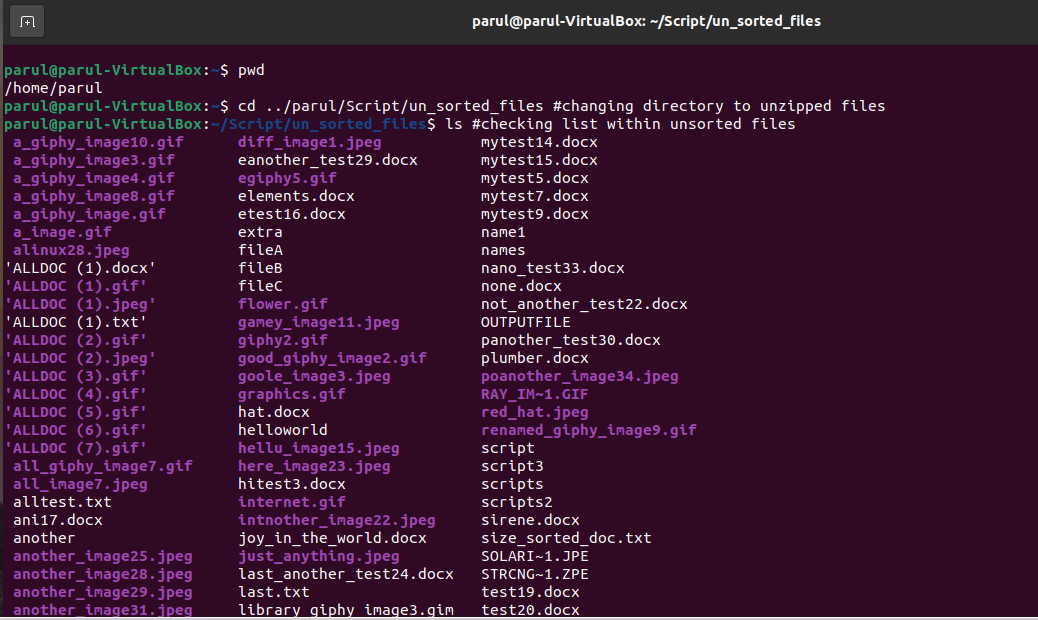 parul@parul-VirtualBox: ~/Script/un_sorted_files
parul@parul-VirtualBox:~$ pwd
/home/parul
parul@parul-VirtualBox:~$ cd ../parul/Script/un_sorted_files #changing directory to unzipped files
parul@parul-VirtualBox:~/Script/un_sorted_files$ ls #checking list within unsorted files
a_giphy_image10.gif diff_image1.jpeg mytest14.docx
a_giphy_image3.gif eanother_test29.docx mytest15.docx
a_giphy_image4.gif egiphy5.gif mytest5.docx
a_giphy_image8.gif elements.docx mytest7.docx
a_giphy_image.gif etest16.docx mytest9.docx
a_image.gif extra name1
alinux28.jpeg fileA names
'ALLDOC (1).docx' fileB nano_test33.docx
'ALLDOC (1).gif' fileC none.docx
'ALLDOC (1).jpeg' flower.gif not_another_test22.docx
'ALLDOC (1).txt' gamey_image11.jpeg OUTPUTFILE
'ALLDOC (2).gif' giphy2.gif panother_test30.docx
'ALLDOC (2).jpeg' good_giphy_image2.gif plumber.docx
'ALLDOC (3).gif' goole_image3.jpeg poanother_image34.jpeg
'ALLDOC (4).gif' graphics.gif RAY_IM~1.GIF
'ALLDOC (5).gif' hat.docx red_hat.jpeg
'ALLDOC (6).gif' helloworld renamed_giphy_image9.gif
'ALLDOC (7).gif' hellu_image15.jpeg script
all_giphy_image7.gif here_image23.jpeg script3
all_image7.jpeg hitest3.docx scripts
alltest.txt internet.gif scripts2
ani17.docx intnother_image22.jpeg sirene.docx
another joy_in_the_world.docx size_sorted_doc.txt
another_image25.jpeg just_anything.jpeg SOLARI~1.JPE
another_image28.jpeg last_another_test24.docx STRCNG~1.ZPE
another_image29.jpeg last.txt test19.docx
another_image31.jpeg library_giphy_image3.gim test20.docx